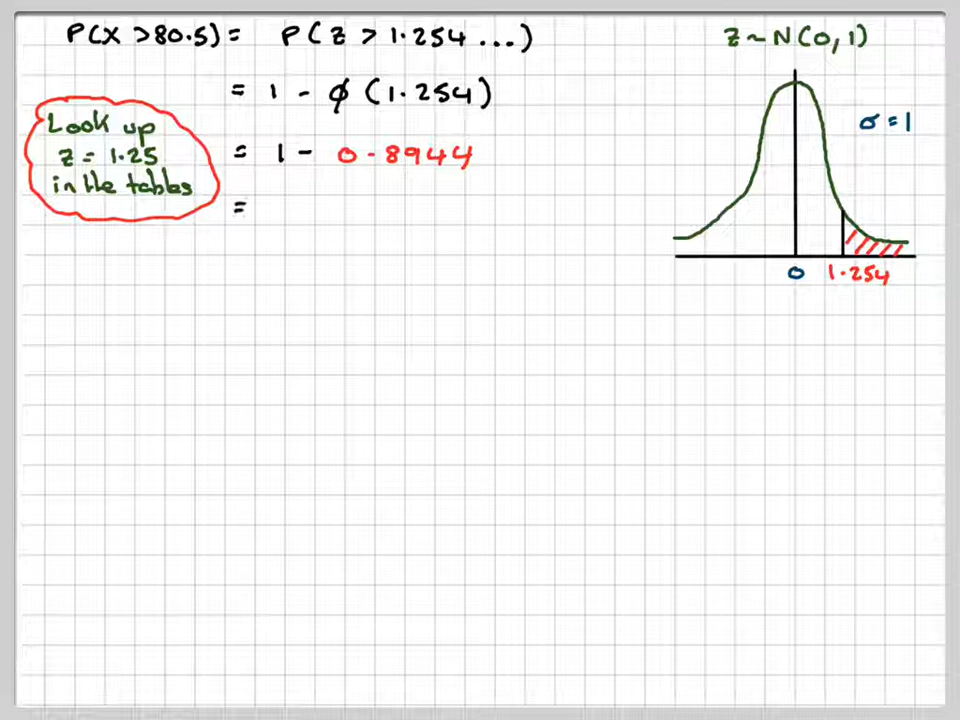 P(X > 80.5) = P(Z > 1.254 ...)
= 1 - ϕ (1.254)
= 1 - 0.8944
=
Look up
z = 1.25
in the tables
Z ~ N(0, 1)
σ = 1
0
1.254